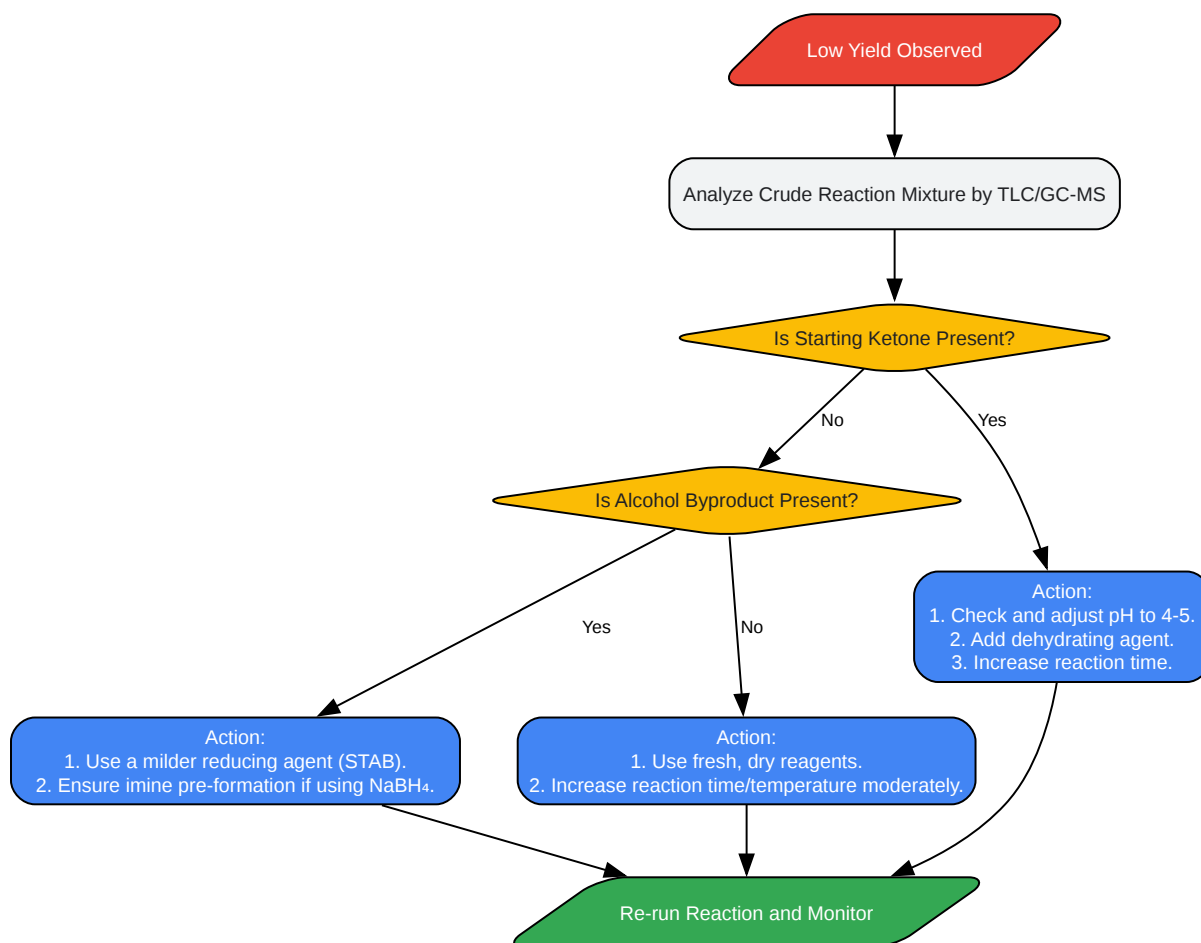 Low Yield Observed
Analyze Crude Reaction Mixture by TLC/GC-MS
Is Starting Ketone Present?
No
Yes
Is Alcohol Byproduct Present?
Yes
No
Action:
1. Check and adjust pH to 4-5.
2. Add dehydrating agent.
3. Increase reaction time.
Action:
1. Use a milder reducing agent (STAB).
2. Ensure imine pre-formation if using NaBH₄.
Action:
1. Use fresh, dry reagents.
2. Increase reaction time/temperature moderately.
Re-run Reaction and Monitor